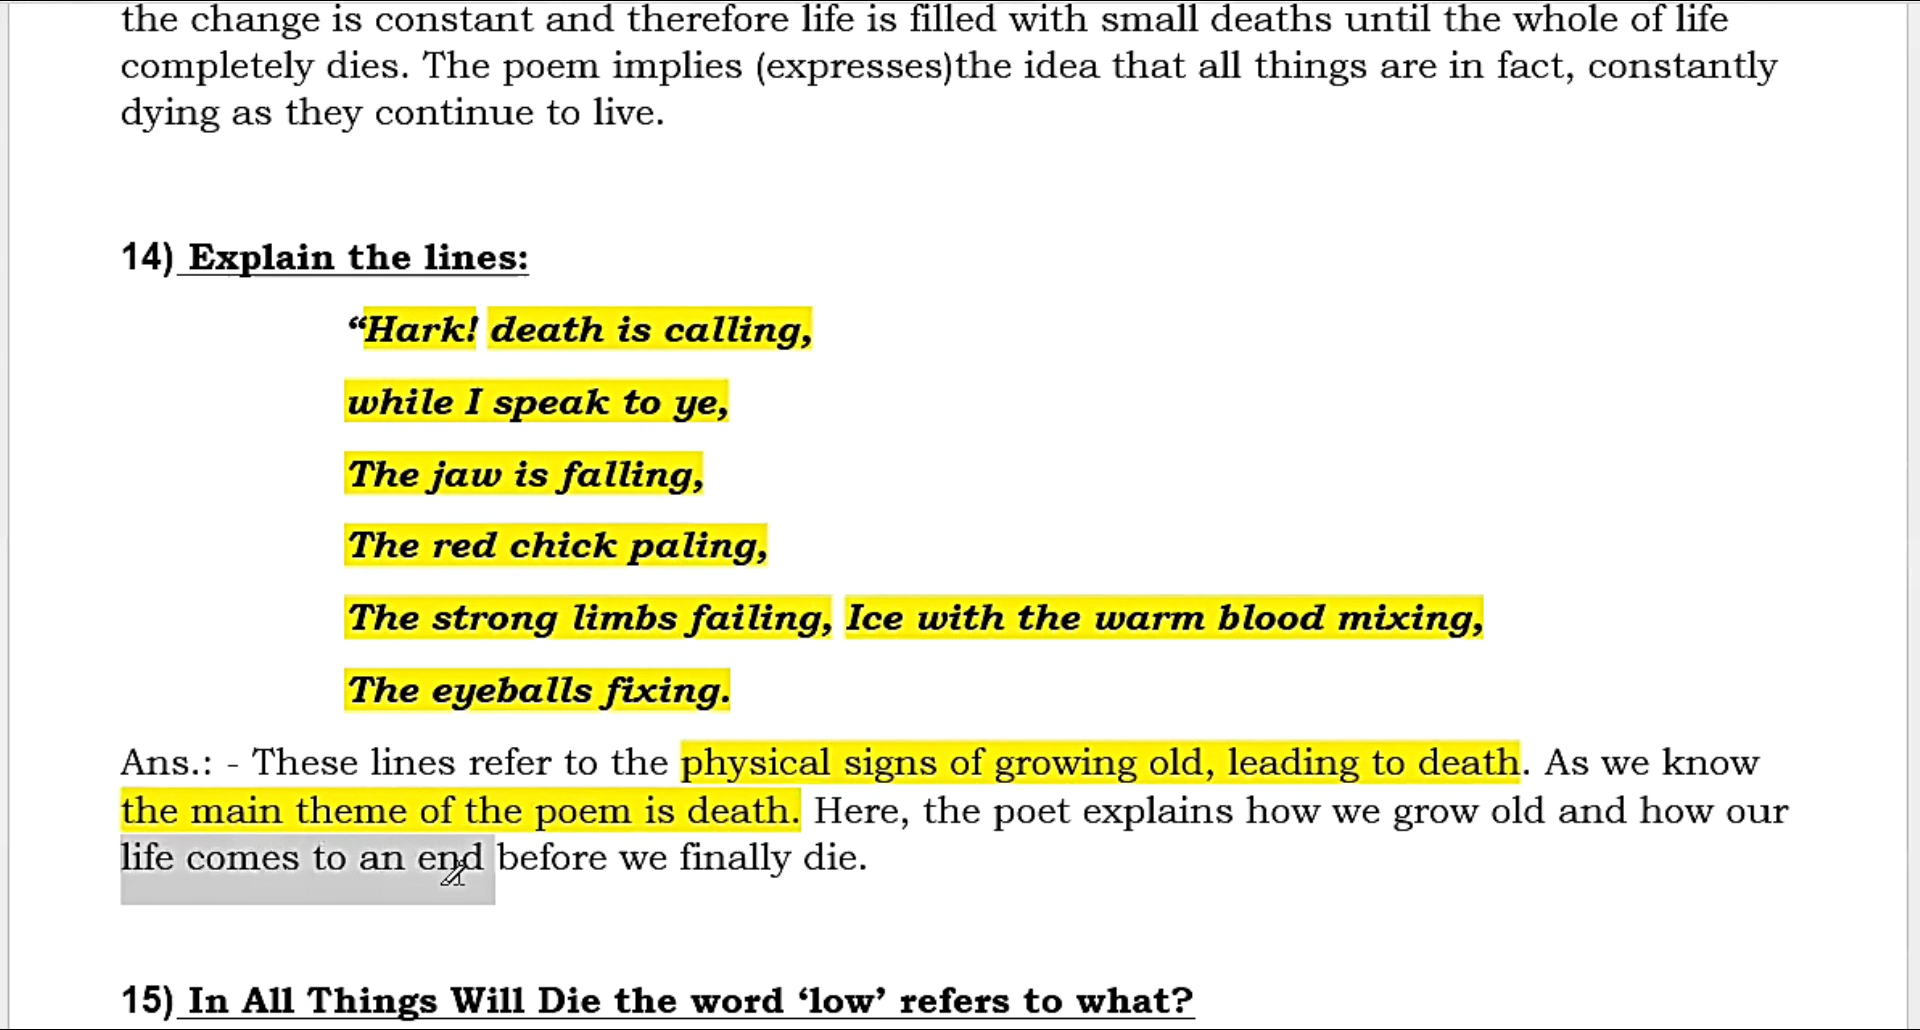 the change is constant and therefore life is filled with small deaths until the whole of life
completely dies. The poem implies (expresses)the idea that all things are in fact, constantly
dying as they continue to live.
14) Explain the lines:
“Hark! death is calling,
while I speak to ye,
The jaw is falling,
The red chick paling,
The strong limbs failing, Ice with the warm blood mixing,
The eyeballs fixing.
Ans.: - These lines refer to the physical signs of growing old, leading to death. As we know
the main theme of the poem is death. Here, the poet explains how we grow old and how our
life comes to an end before we finally die.
15) In All Things Will Die the word ‘low’ refers to what?